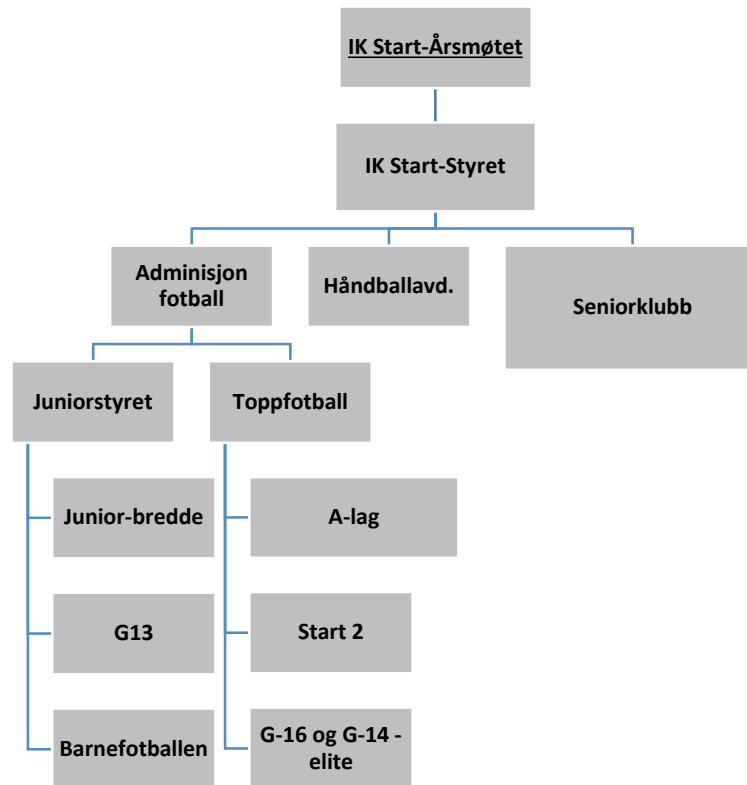 IK Start-Årsmøtet
IK Start-Styret
Adminisjon
fotball
Håndballavd.
Seniorklubb
Juniorstyret
Toppfotball
Junior-bredde
A-lag
G13
Start 2
Barnefotballen
G-16 og G-14 -
elite